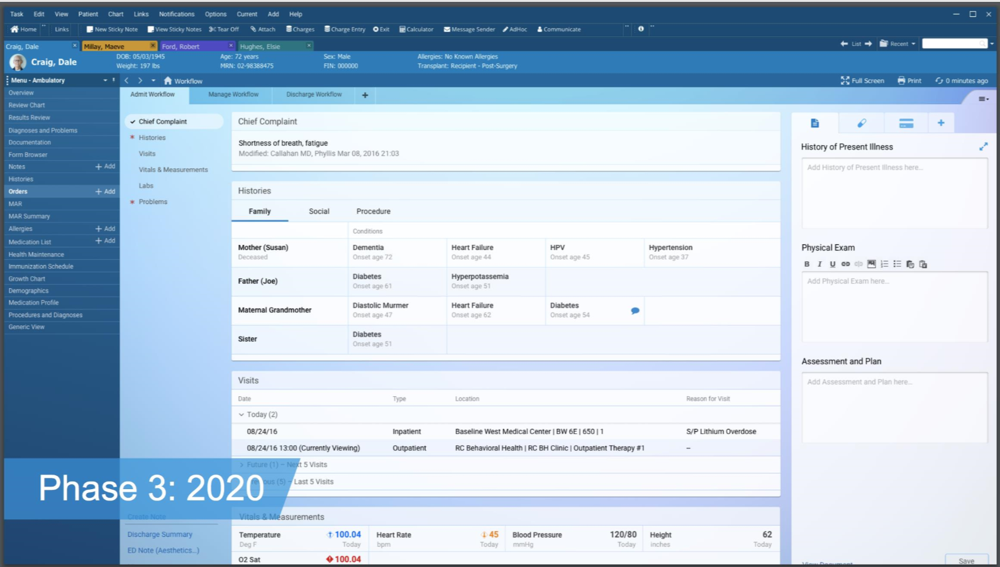 Task Edit View Patient Chart Links Notifications Options Current Add Help
Home Links New Sticky Note View Sticky Notes Tear Off Attach Charges Charge Entry Exit Calculator Message Sender AdHoc Communicate
Craig, Dale Millay, Maeve Ford, Robert Hughes, Elsie List Recent
Craig, Dale
DOB: 05/03/1945 Age: 72 years Sex: Male Allergies: No Known Allergies
Weight: 197 lbs MRN: 02-98388475 FIN: 000000 Transplant: Recipient - Post-Surgery
Menu - Ambulatory
Workflow Full Screen Print 0 minutes ago
Overview
Review Chart
Results Review
Diagnoses and Problems
Documentation
Form Browser
Notes + Add
Histories
Orders + Add
MAR
MAR Summary
Allergies + Add
Medication List + Add
Health Maintenance
Immunization Schedule
Growth Chart
Demographics
Medication Profile
Procedures and Diagnoses
Generic View
Admit Workflow Manage Workflow Discharge Workflow +
Chief Complaint
* Histories
Visits
Vitals & Measurements
Labs
* Problems
Chief Complaint
Shortness of breath, fatigue
Modified: Callahan MD, Phyllis Mar 08, 2016 21:03
Histories
Family Social Procedure
Conditions
Mother (Susan) Dementia Heart Failure HPV Hypertension
Deceased Onset age 72 Onset age 44 Onset age 45 Onset age 37
Father (Joe) Diabetes Hyperpotassemia
Onset age 61 Onset age 51
Maternal Grandmother Diastolic Murmer Heart Failure Diabetes
Onset age 47 Onset age 62 Onset age 54
Sister Diabetes
Onset age 51
Visits
Date Type Location Reason for Visit
Today (2)
08/24/16 Inpatient Baseline West Medical Center | BW 6E | 650 | 1 S/P Lithium Overdose
08/24/16 13:00 (Currently Viewing) Outpatient RC Behavioral Health | RC BH Clinic | Outpatient Therapy #1 –
Future (1) – Next 5 Visits
(5) – Last 5 Visits
Phase 3: 2020
Create Note
Discharge Summary
ED Note (Aesthetics...)
Vitals & Measurements
Temperature 100.04 Heart Rate 45 Blood Pressure 120/80 Height 62
Deg F Today bpm Today mmHg Today inches Today
O2 Sat 100.04
History of Present Illness
Add History of Present Illness here...
Physical Exam
B I U
Add Physical Exam here...
Assessment and Plan
Add Assessment and Plan here...
View Document
Save